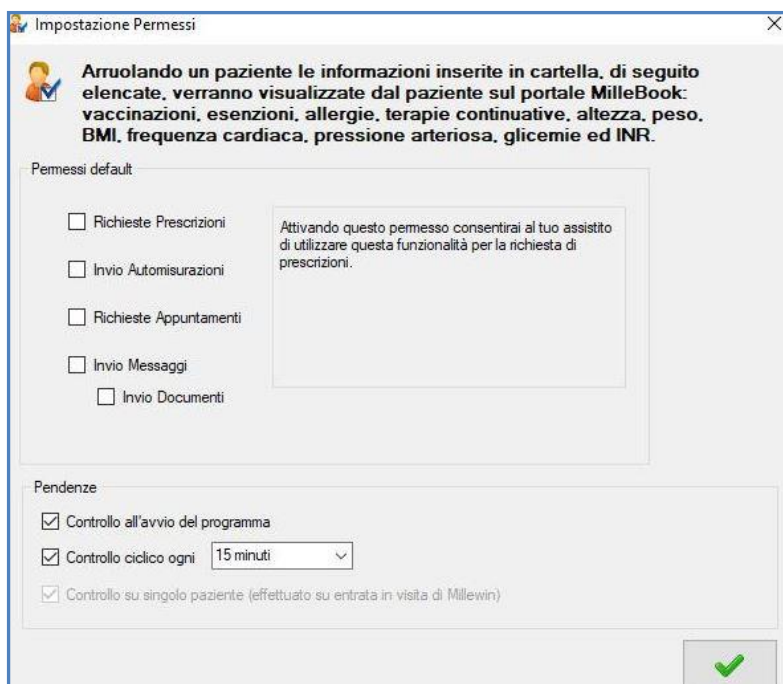 Impostazione Permessi
Arruolando un paziente le informazioni inserite in cartella, di seguito
elencate, verranno visualizzate dal paziente sul portale MilleBook:
vaccinazioni, esenzioni, allergie, terapie continuative, altezza, peso,
BMI, frequenza cardiaca, pressione arteriosa, glicemie ed INR.
Permessi default
Richieste Prescrizioni
Invio Automisurazioni
Richieste Appuntamenti
Invio Messaggi
Invio Documenti
Attivando questo permesso consentirai al tuo assistito
di utilizzare questa funzionalità per la richiesta di
prescrizioni.
Pendenze
Controllo all'avvio del programma
Controllo ciclico ogni 15 minuti
Controllo su singolo paziente (effettuato su entrata in visita di Millewin)